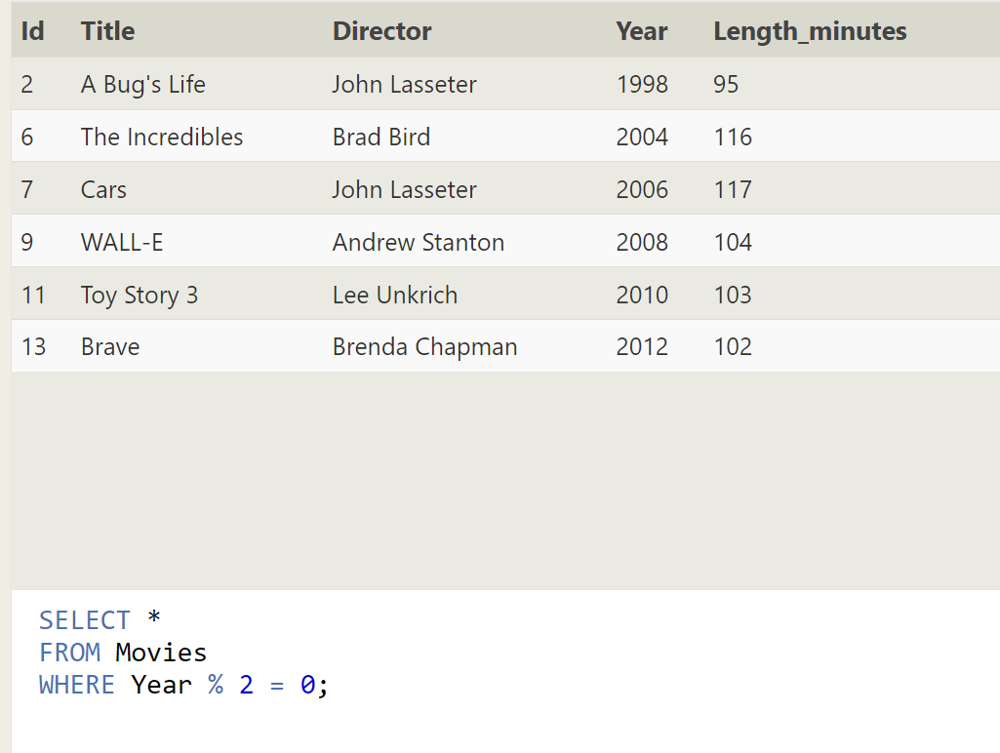 Id Title Director Year Length_minutes
2 A Bug's Life John Lasseter 1998 95
6 The Incredibles Brad Bird 2004 116
7 Cars John Lasseter 2006 117
9 WALL-E Andrew Stanton 2008 104
11 Toy Story 3 Lee Unkrich 2010 103
13 Brave Brenda Chapman 2012 102
SELECT *
FROM Movies
WHERE Year % 2 = 0;